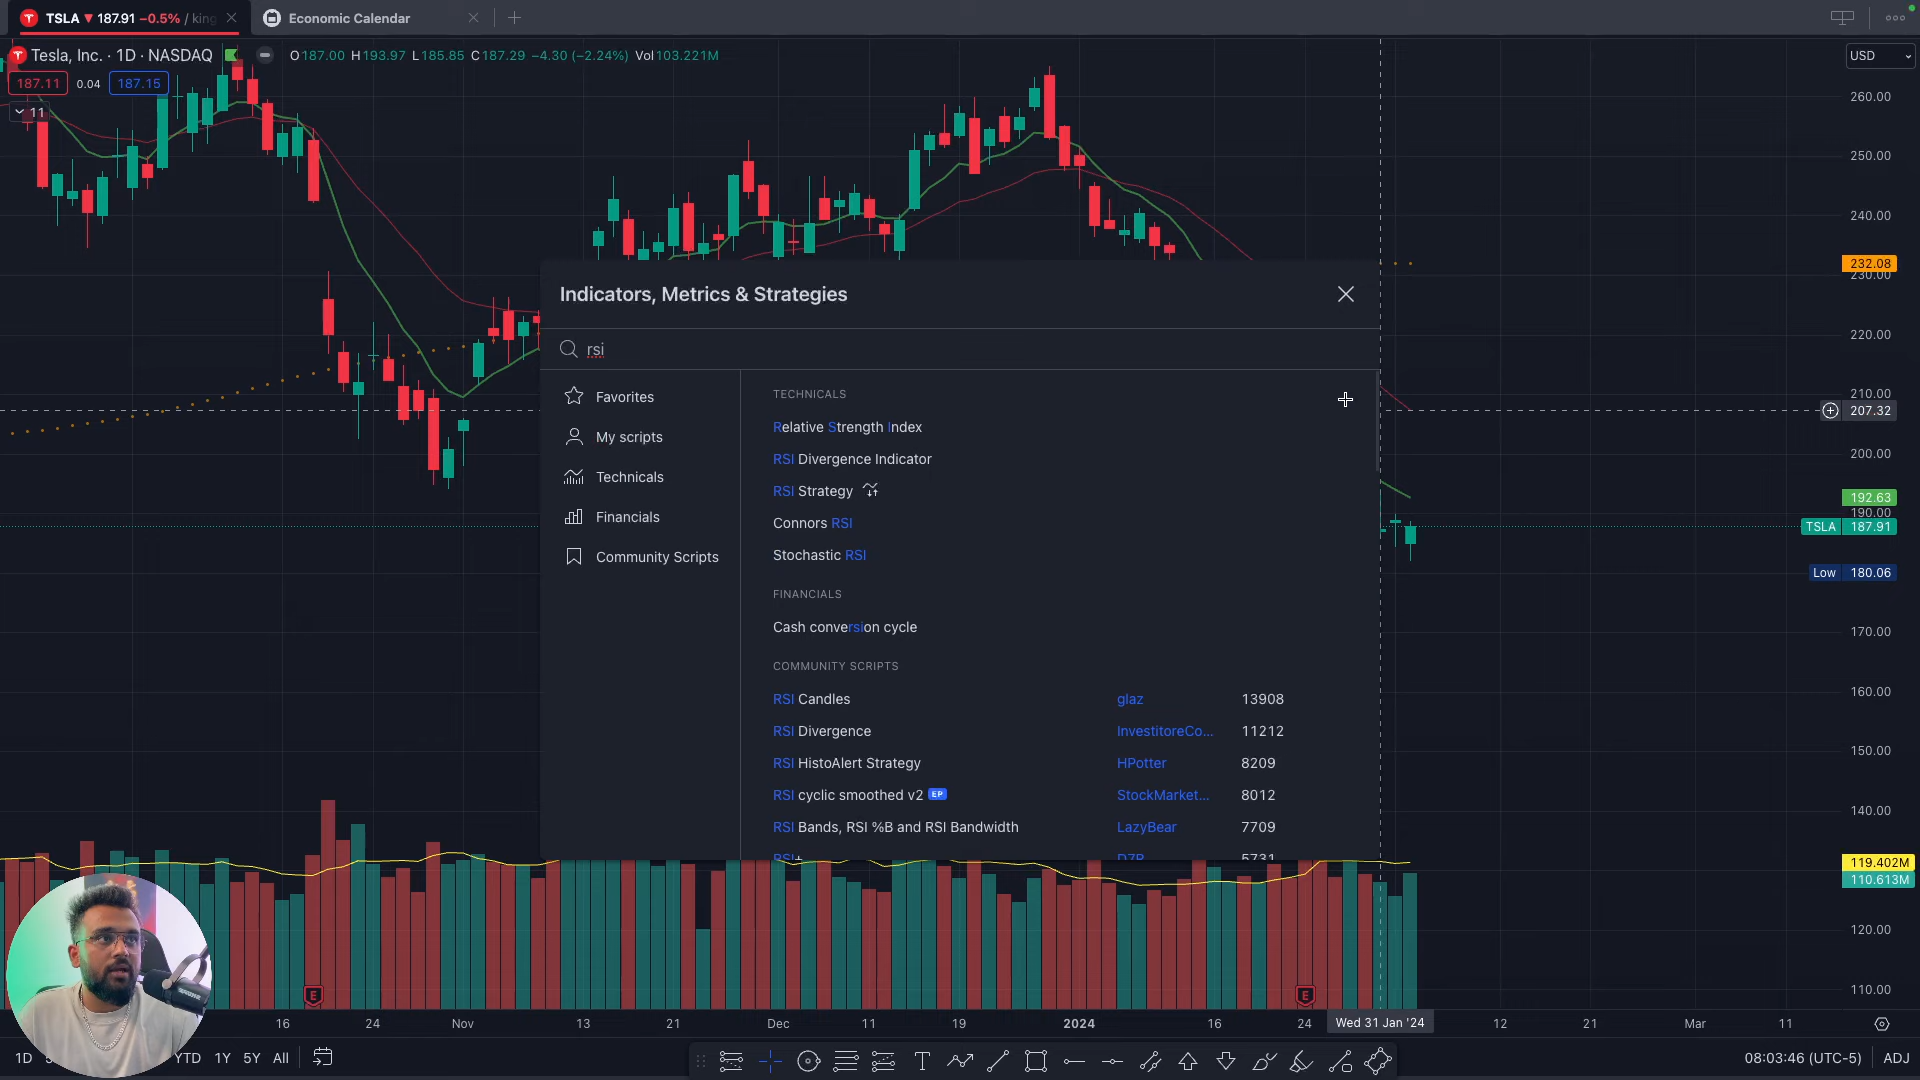 TSLA ▼ 187.91 −0.5% / king
Economic Calendar
Tesla, Inc. · 1D · NASDAQ
O187.00 H193.97 L185.85 C187.29 −4.30 (−2.24%) Vol103.221M
USD
187.11 0.04 187.15
11
260.00
250.00
240.00
232.08
230.00
220.00
210.00
207.32
200.00
192.63
190.00
TSLA 187.91
Low 180.06
170.00
160.00
150.00
140.00
119.402M
110.613M
120.00
110.00
Indicators, Metrics & Strategies
rsi
Favorites
My scripts
Technicals
Financials
Community Scripts
TECHNICALS
Relative Strength Index
RSI Divergence Indicator
RSI Strategy
Connors RSI
Stochastic RSI
FINANCIALS
Cash conversion cycle
COMMUNITY SCRIPTS
RSI Candles glaz 13908
RSI Divergence InvestitoreCo... 11212
RSI HistoAlert Strategy HPotter 8209
RSI cyclic smoothed v2 EP StockMarket... 8012
RSI Bands, RSI %B and RSI Bandwidth LazyBear 7709
RSI+ 5731
E E
16 24 Nov 13 21 Dec 11 19 2024 16 24 Wed 31 Jan '24 12 21 Mar 11
1D YTD 1Y 5Y All
08:03:46 (UTC-5) ADJ